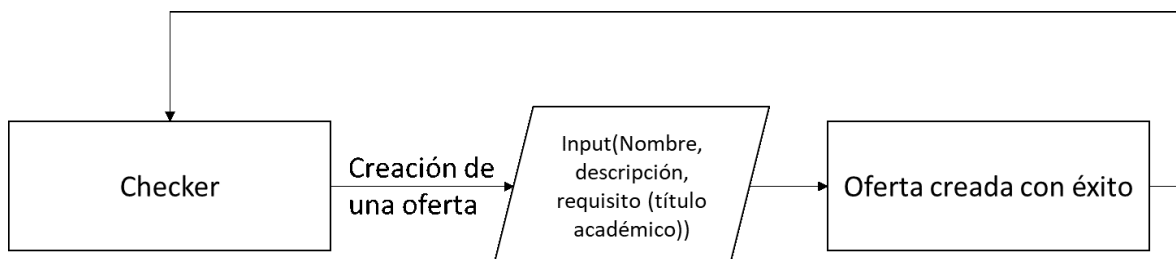 Checker
Creación de
una oferta
Input(Nombre,
descripción,
requisito (título
académico))
Oferta creada con éxito